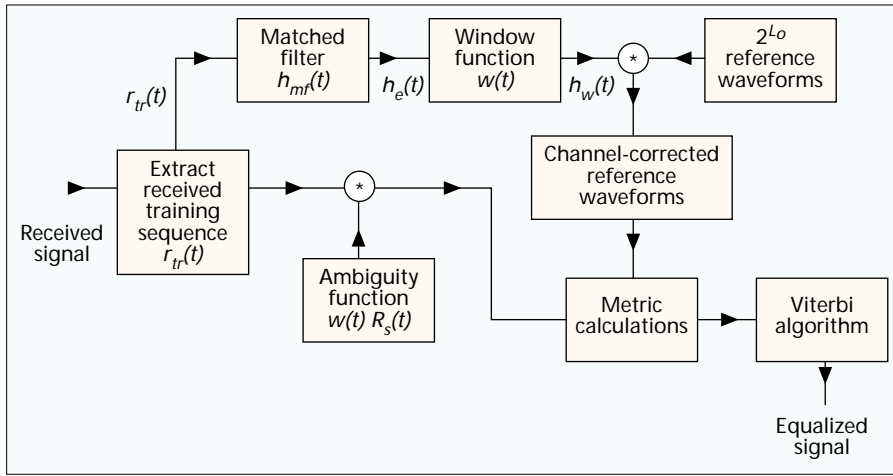 Matched
filter
h_mf(t)
Window
function
w(t)
2^Lo
reference
waveforms
*
r_tr(t)
h_e(t)
h_w(t)
Extract
received
training
sequence
r_tr(t)
*
Channel-corrected
reference
waveforms
Received
signal
Ambiguity
function
w(t) R_s(t)
Metric
calculations
Viterbi
algorithm
Equalized
signal